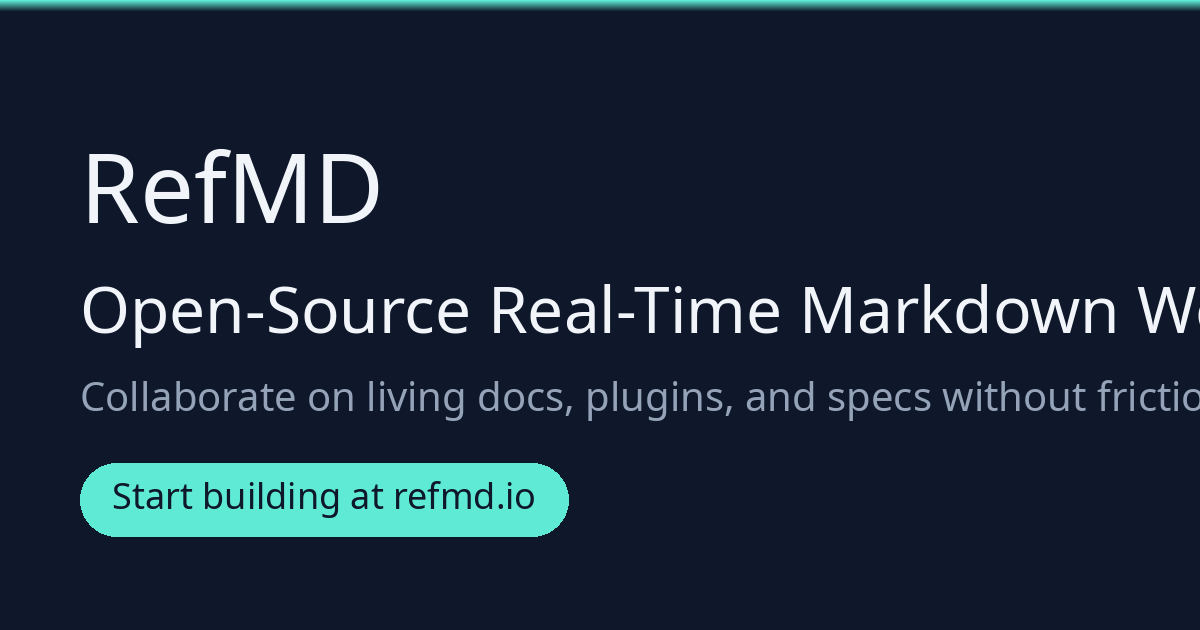 RefMD
Open-Source Real-Time Markdown
Collaborate on living docs, plugins, and specs without
Start building at refmd.io